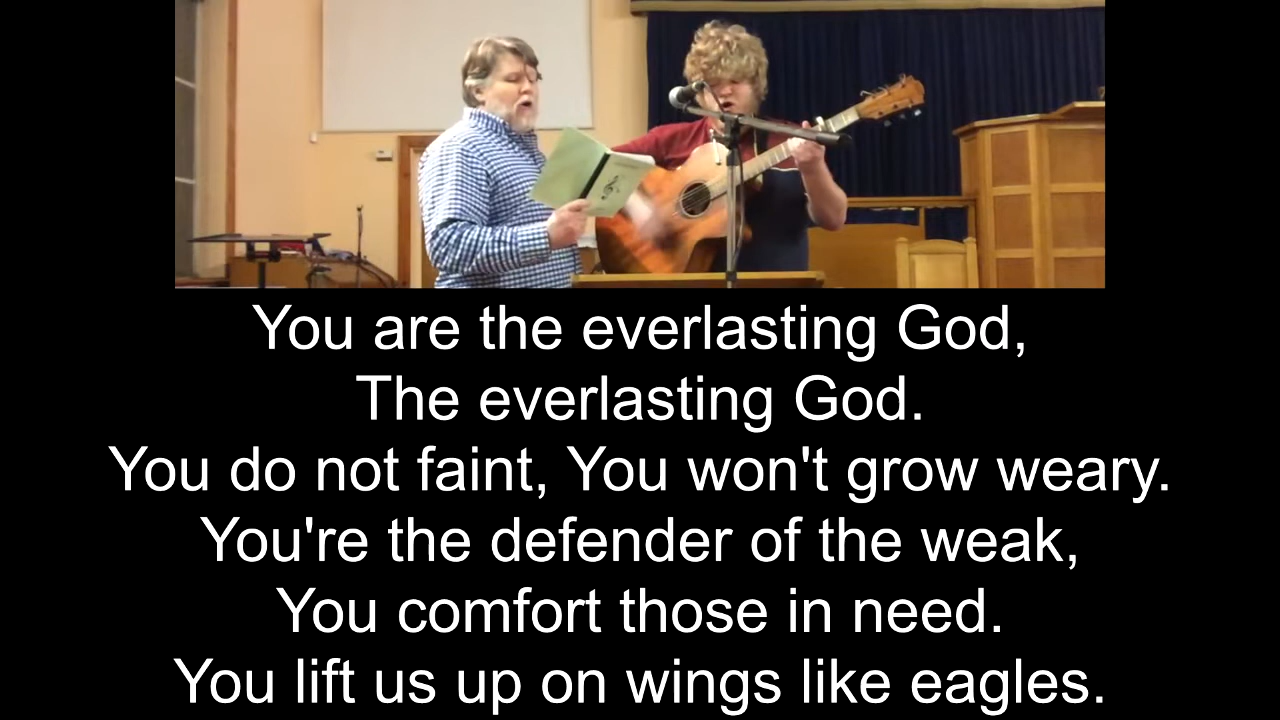 You are the everlasting God,
The everlasting God.
You do not faint, You won't grow weary.
You're the defender of the weak,
You comfort those in need.
You lift us up on wings like eagles.